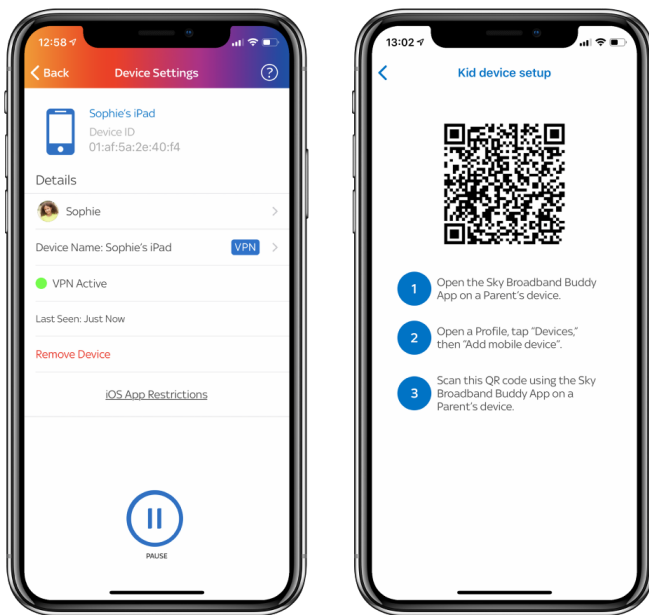 12:58
Back
Device Settings
?
Sophie's iPad
Device ID
01:af:5a:2e:40:f4
Details
Sophie
Device Name: Sophie's iPad
VPN
VPN Active
Last Seen: Just Now
Remove Device
iOS App Restrictions
PAUSE
13:02
Kid device setup
1
Open the Sky Broadband Buddy
App on a Parent's device.
2
Open a Profile, tap “Devices,”
then “Add mobile device”.
3
Scan this QR code using the Sky
Broadband Buddy App on a
Parent's device.